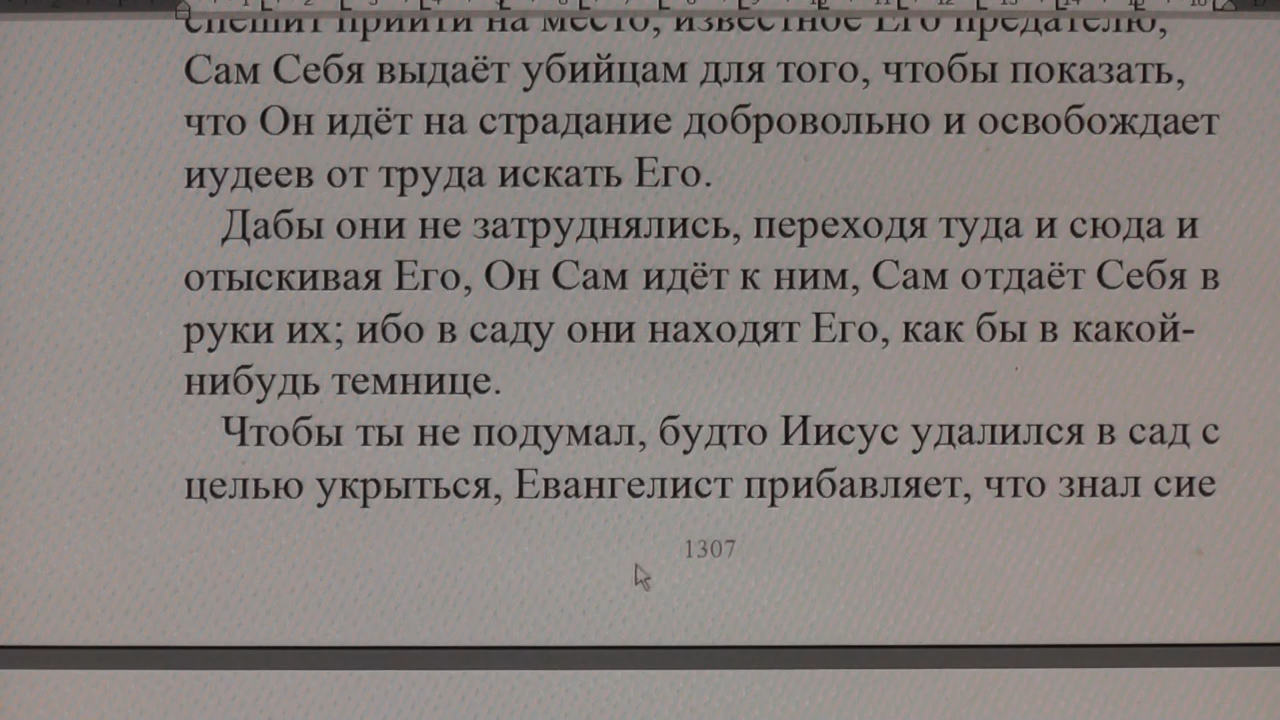 спешит прийти на место, известное Его предателю,
Сам Себя выдаёт убийцам для того, чтобы показать,
что Он идёт на страдание добровольно и освобождает
иудеев от труда искать Его.
Дабы они не затруднялись, переходя туда и сюда и
отыскивая Его, Он Сам идёт к ним, Сам отдаёт Себя в
руки их; ибо в саду они находят Его, как бы в какой-
нибудь темнице.
Чтобы ты не подумал, будто Иисус удалился в сад с
целью укрыться, Евангелист прибавляет, что знал сие
1307